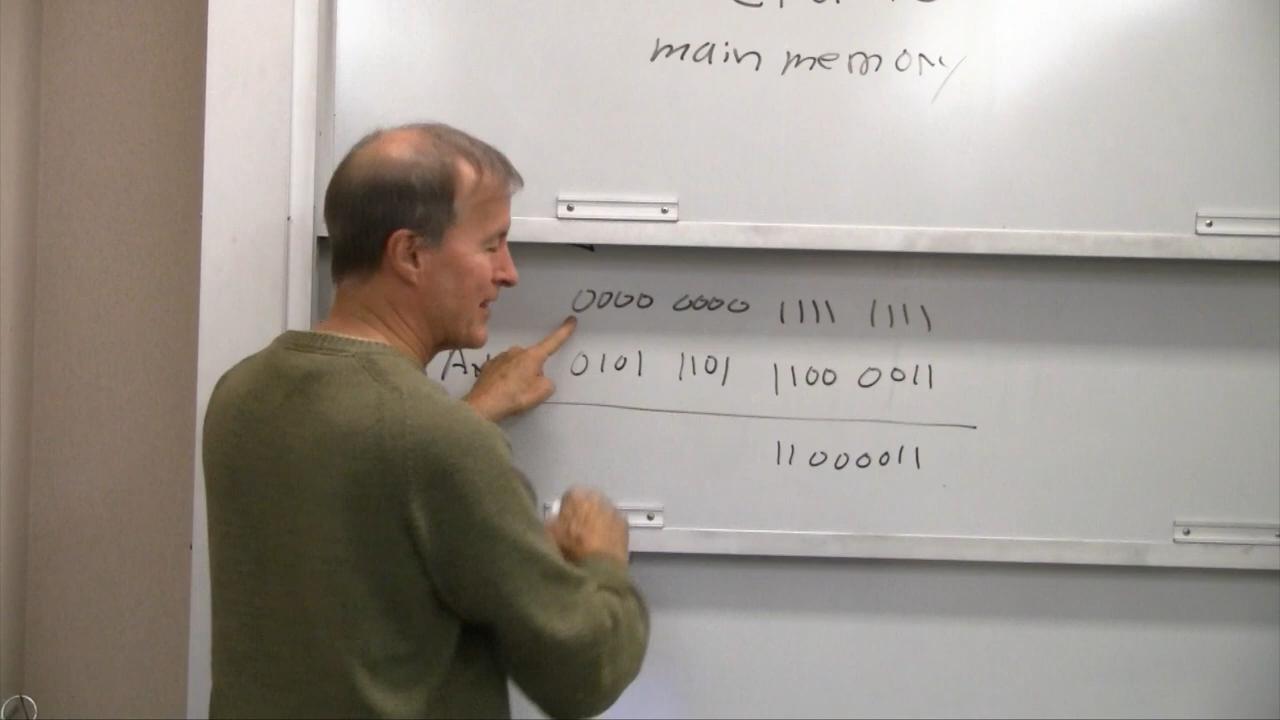 main memory
0000 0000 1111 1111
0101 1101 1100 0011
11000011